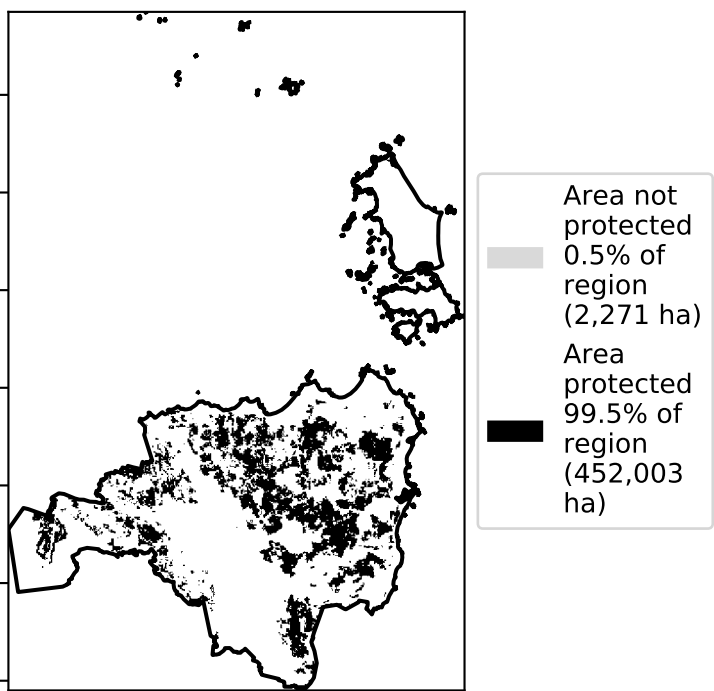 Area not
protected
0.5% of
region
(2,271 ha)
Area
protected
99.5% of
region
(452,003
ha)